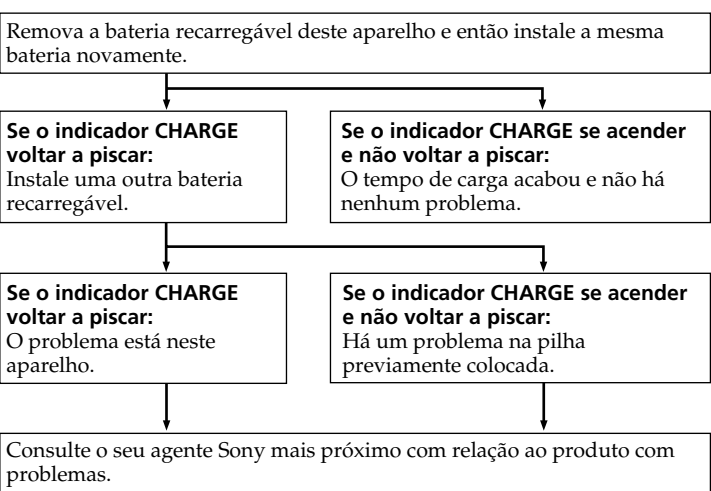 Remova a bateria recarregável deste aparelho e então instale a mesma
bateria novamente.
Se o indicador CHARGE
voltar a piscar:
Instale uma outra bateria
recarregável.
Se o indicador CHARGE se acender
e não voltar a piscar:
O tempo de carga acabou e não há
nenhum problema.
Se o indicador CHARGE
voltar a piscar:
O problema está neste
aparelho.
Se o indicador CHARGE se acender
e não voltar a piscar:
Há um problema na pilha
previamente colocada.
Consulte o seu agente Sony mais próximo com relação ao produto com
problemas.